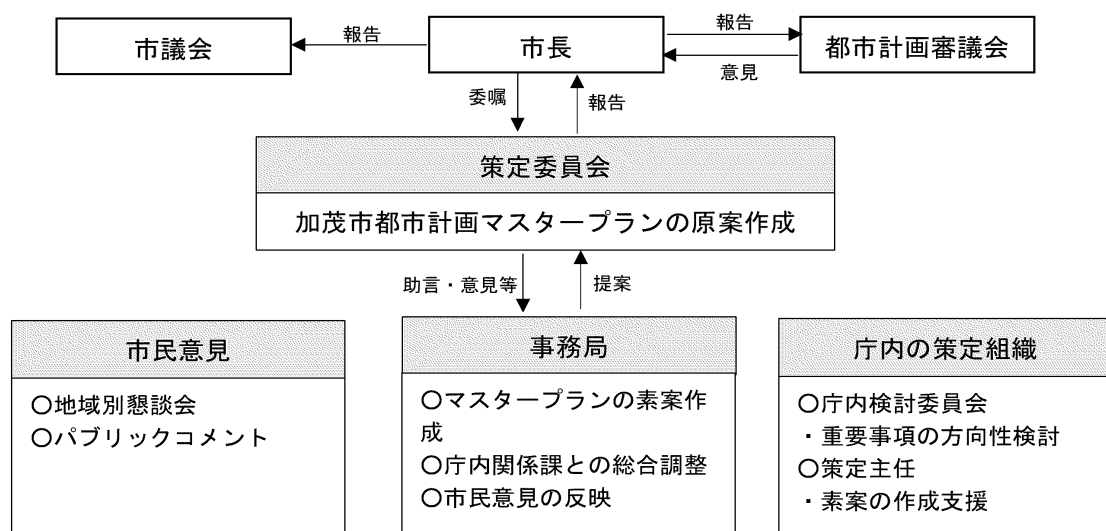 市議会
報告
市長
報告
意見
都市計画審議会
委嘱
報告
策定委員会
加茂市都市計画マスタープランの原案作成
助言・意見等
提案
市民意見
〇地域別懇談会
〇パブリックコメント
事務局
〇マスタープランの素案作
成
〇庁内関係課との総合調整
〇市民意見の反映
庁内の策定組織
〇庁内検討委員会
・重要事項の方向性検討
〇策定主任
・素案の作成支援